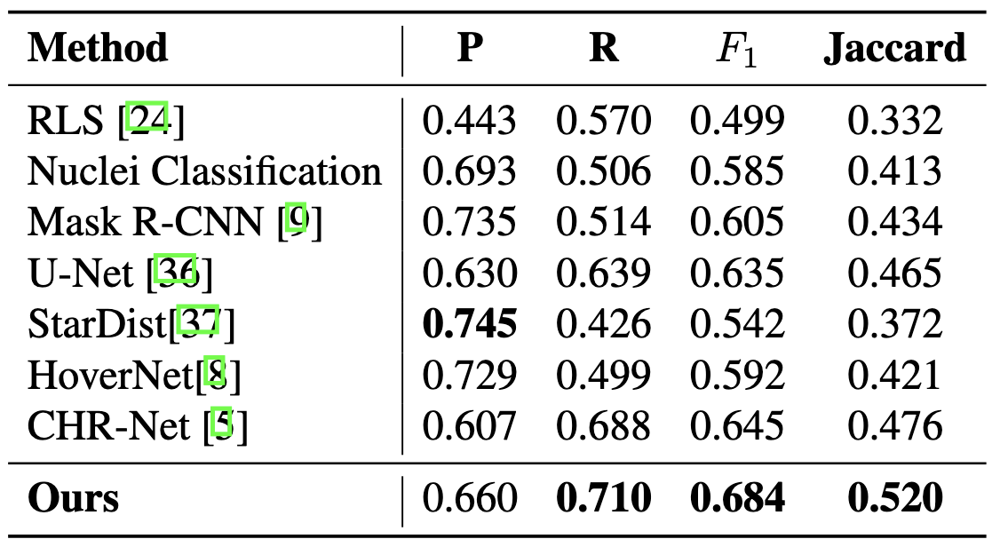 Method P R F1 Jaccard
RLS [24] 0.443 0.570 0.499 0.332
Nuclei Classification 0.693 0.506 0.585 0.413
Mask R-CNN [9] 0.735 0.514 0.605 0.434
U-Net [36] 0.630 0.639 0.635 0.465
StarDist[37] 0.745 0.426 0.542 0.372
HoverNet[8] 0.729 0.499 0.592 0.421
CHR-Net [5] 0.607 0.688 0.645 0.476
Ours 0.660 0.710 0.684 0.520